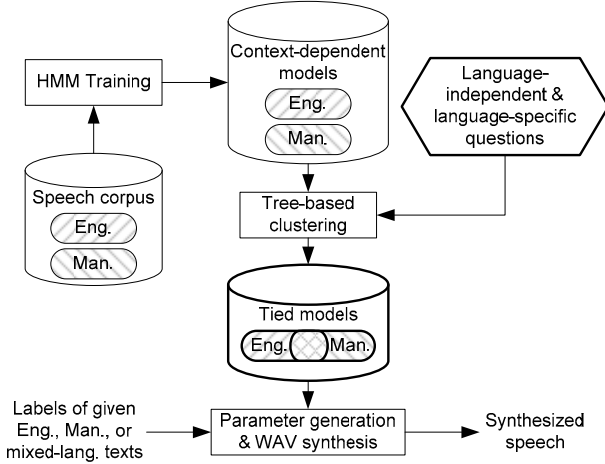 HMM Training
Context-dependent
models
Eng.
Man.
Language-
independent &
language-specific
questions
Speech corpus
Eng.
Man.
Tree-based
clustering
Tied models
Eng. Man.
Labels of given
Eng., Man., or
mixed-lang. texts
Parameter generation
& WAV synthesis
Synthesized
speech